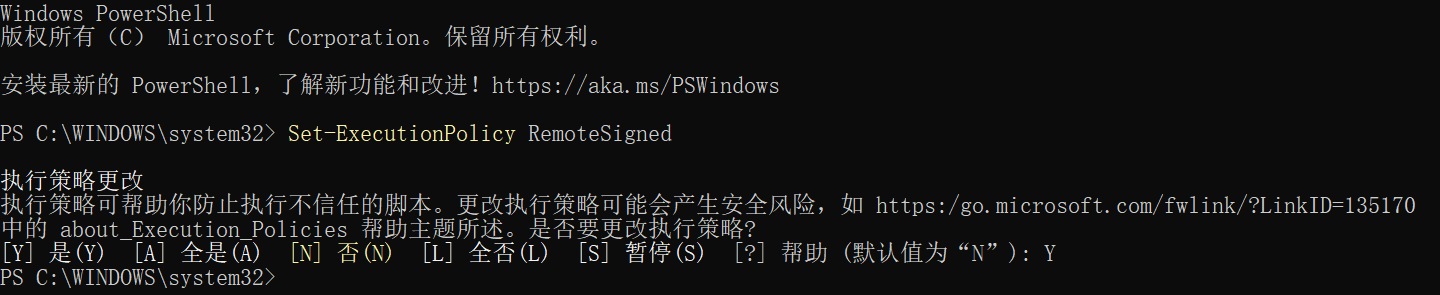 Windows PowerShell
版权所有（C） Microsoft Corporation。保留所有权利。
安装最新的 PowerShell，了解新功能和改进！https://aka.ms/PSWindows
PS C:\WINDOWS\system32> Set-ExecutionPolicy RemoteSigned
执行策略更改
执行策略可帮助你防止执行不信任的脚本。更改执行策略可能会产生安全风险，如 https:/go.microsoft.com/fwlink/?LinkID=135170
中的 about_Execution_Policies 帮助主题所述。是否要更改执行策略?
[Y] 是(Y)  [A] 全是(A)  [N] 否(N)  [L] 全否(L)  [S] 暂停(S)  [?] 帮助 (默认值为“N”): Y
PS C:\WINDOWS\system32>